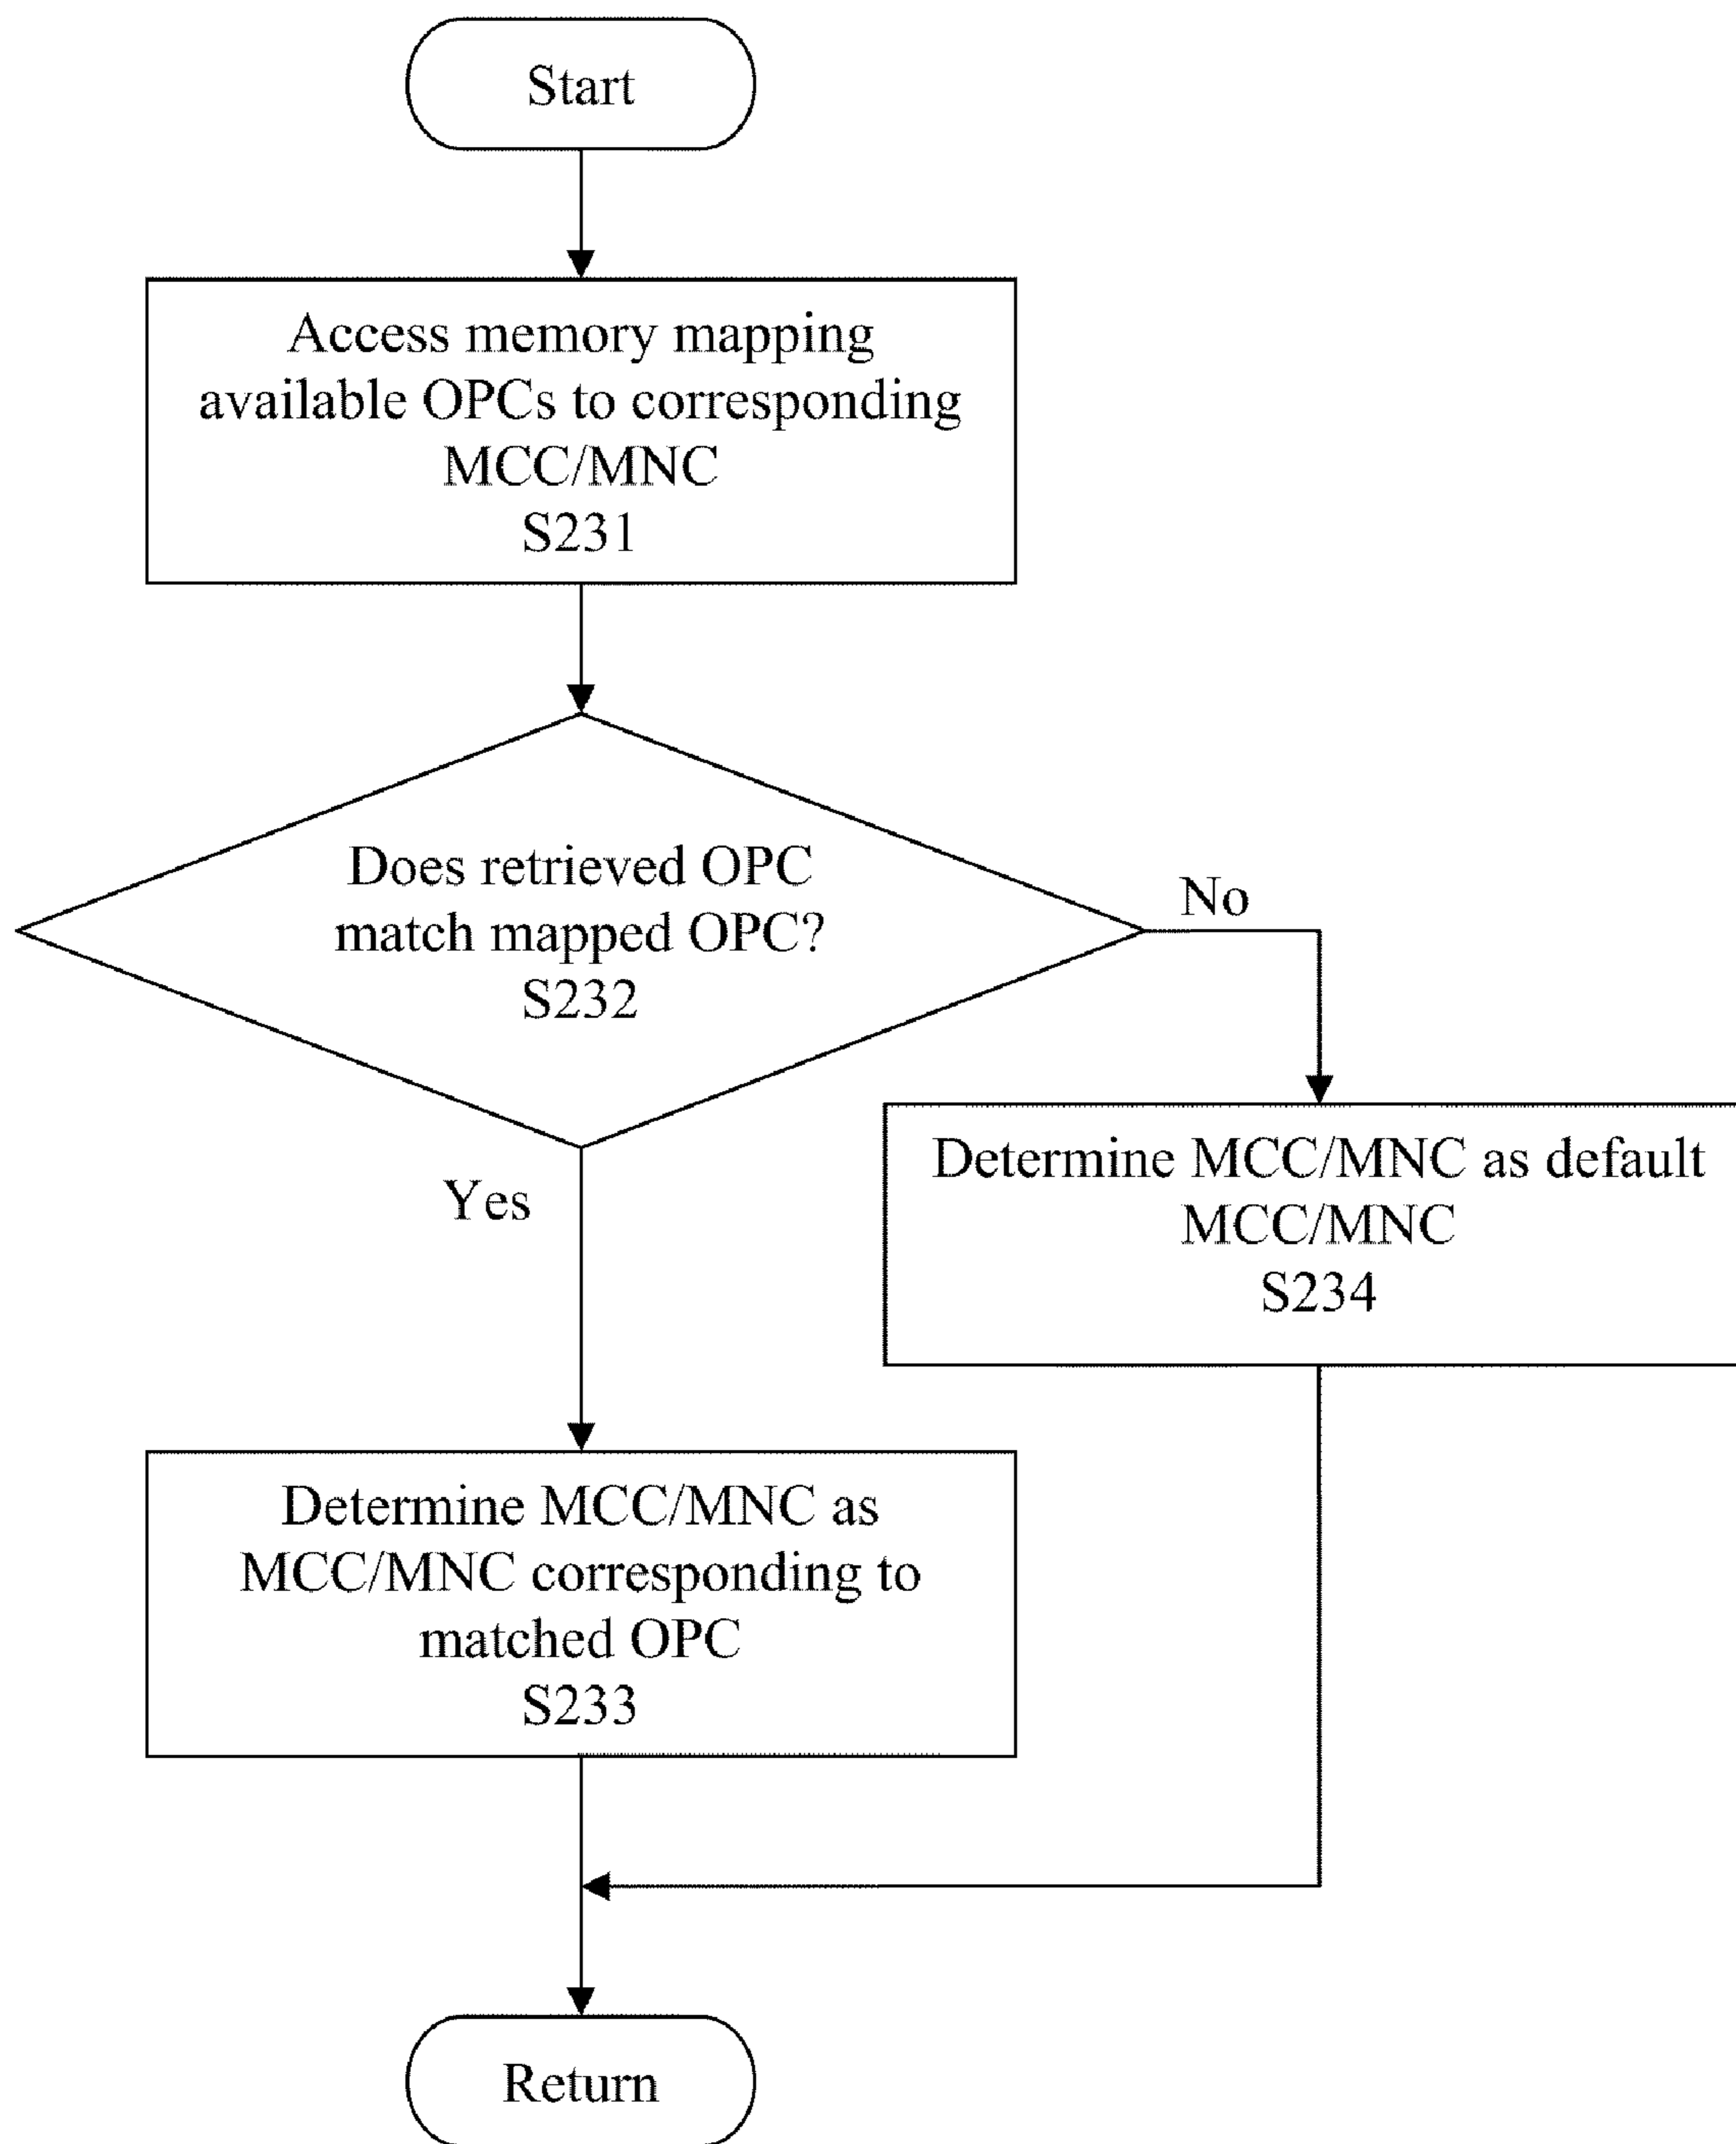 Start
Access memory mapping
available OPCs to corresponding
MCC/MNC
S231
Does retrieved OPC
match mapped OPC?
S232
No
Yes
Determine MCC/MNC as default
MCC/MNC
S234
Determine MCC/MNC as
MCC/MNC corresponding to
matched OPC
S233
Return